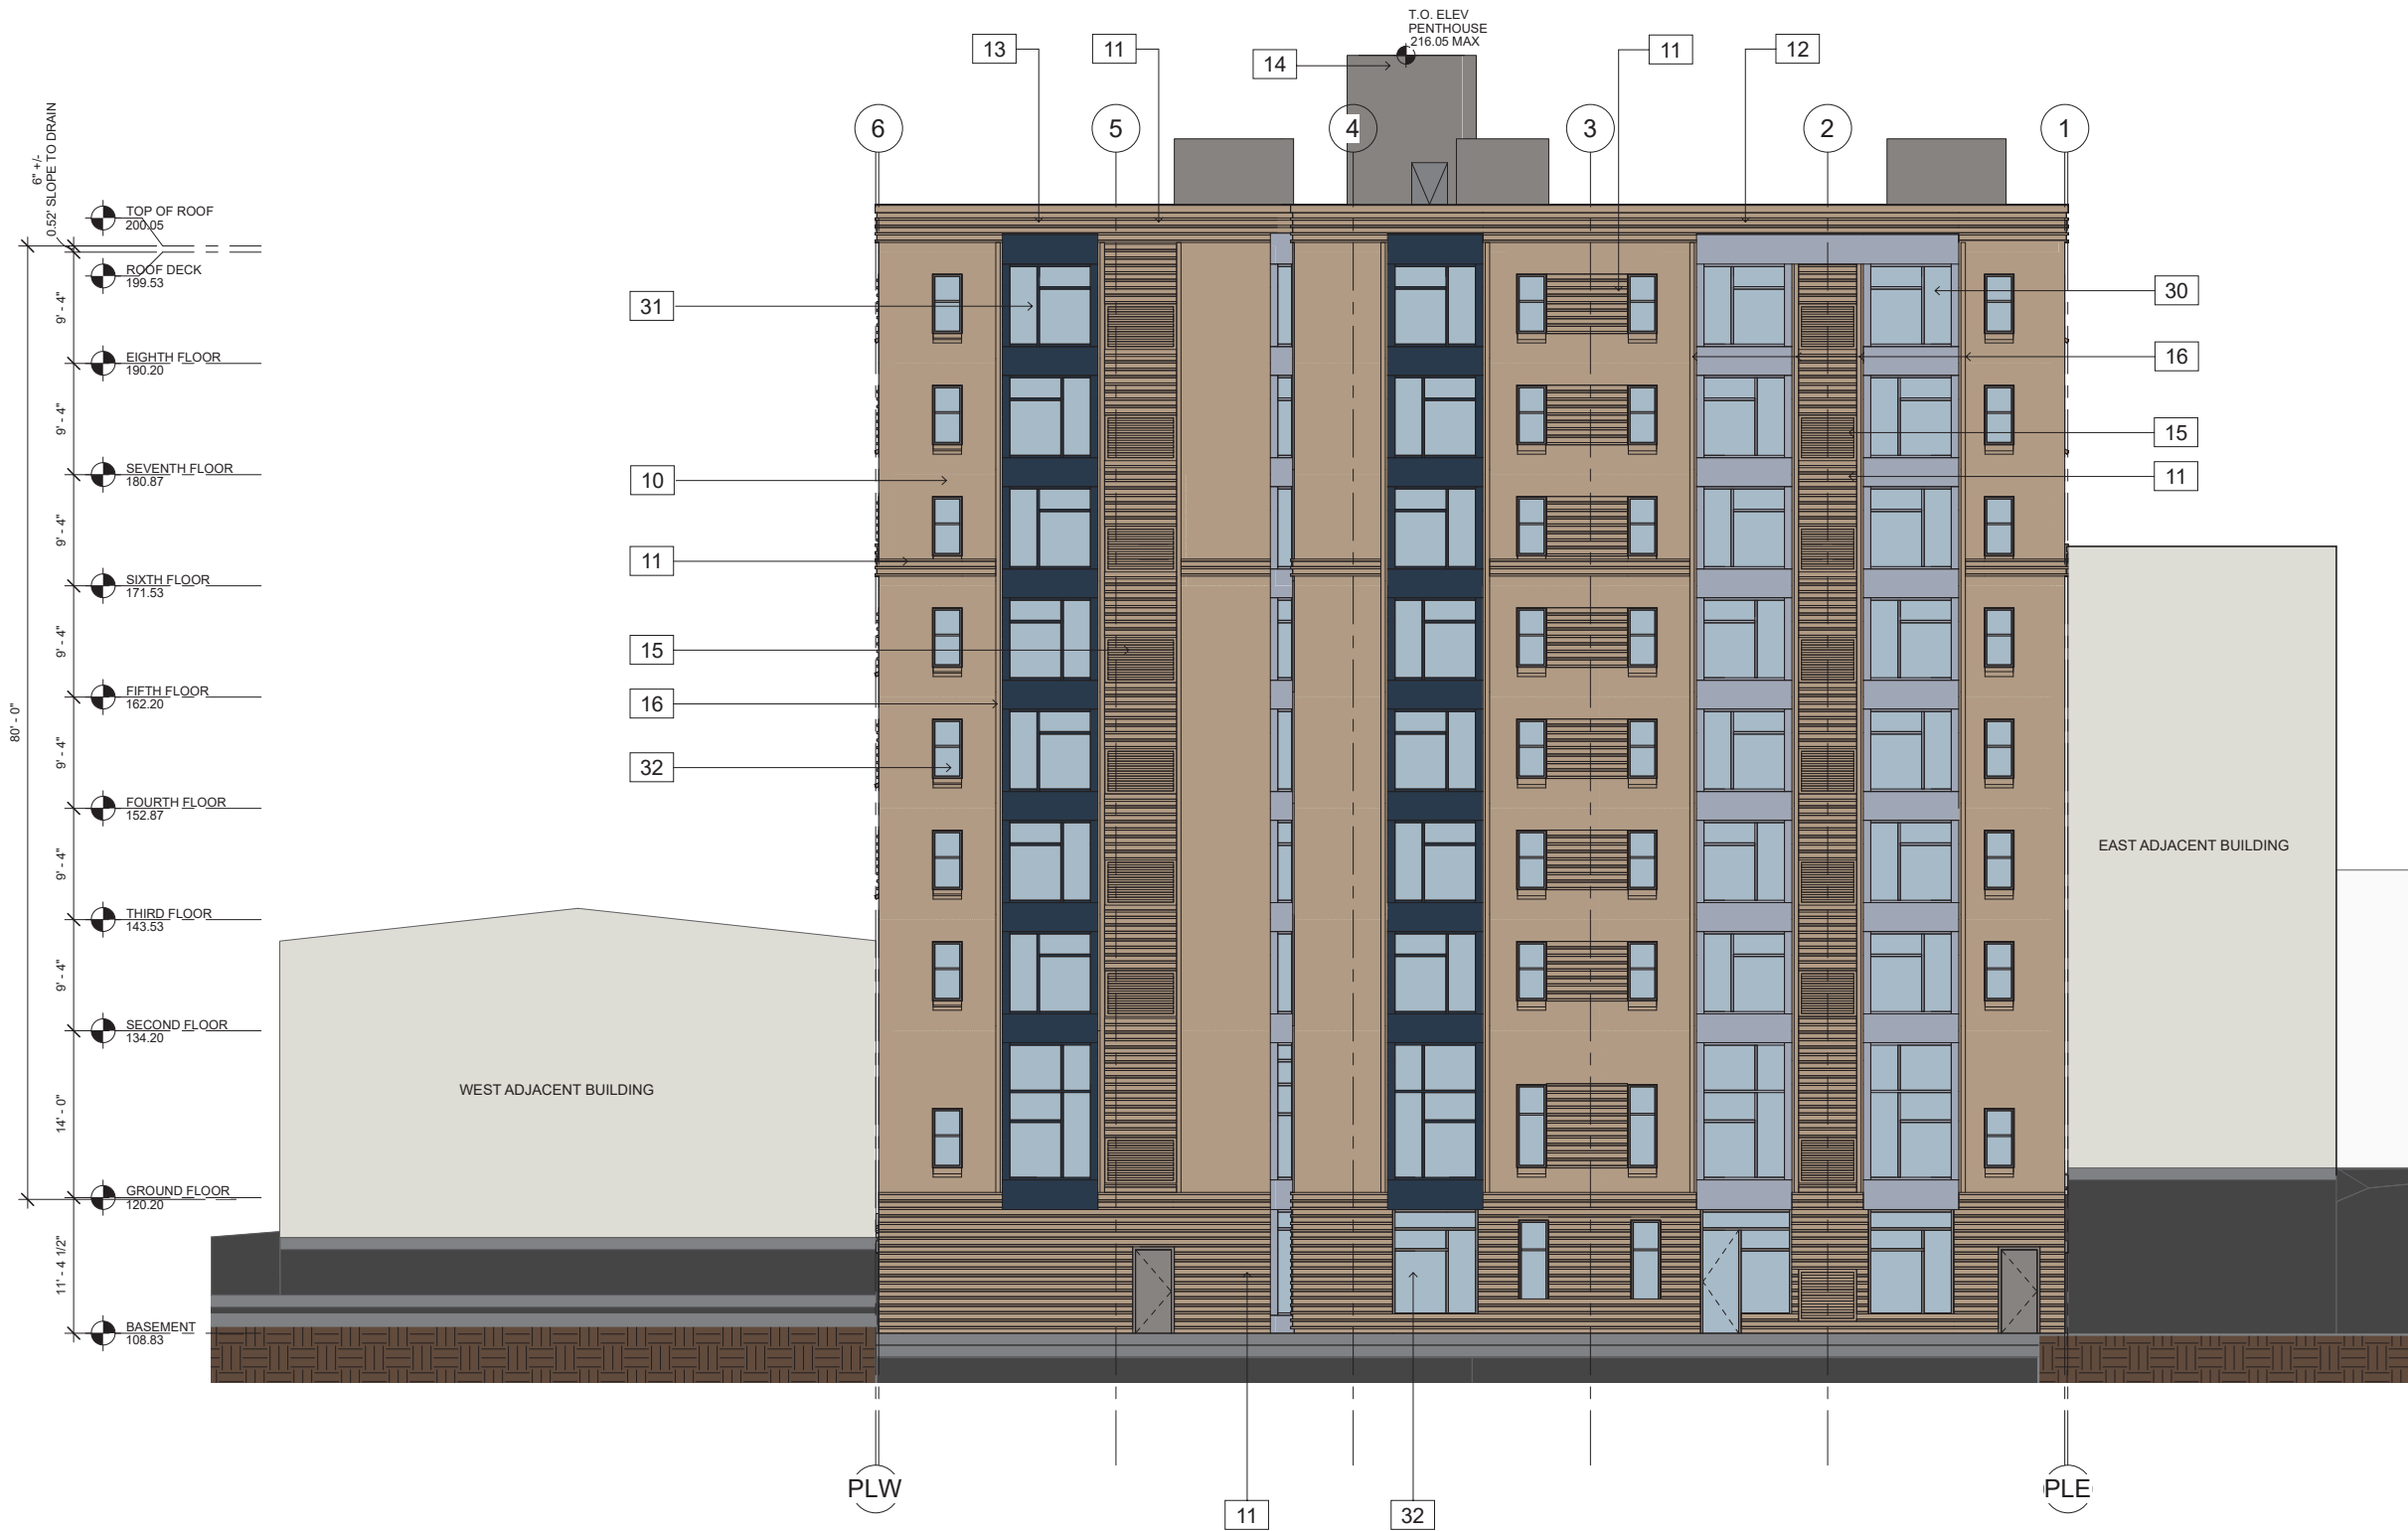 T.O. ELEV
PENTHOUSE
216.05 MAX
13
11
14
11
12
6
5
4
3
2
1
6" +/-
0.52' SLOPE TO DRAIN
TOP OF ROOF
200.05
ROOF DECK
199.53
9' - 4"
EIGHTH FLOOR
190.20
9' - 4"
SEVENTH FLOOR
180.87
9' - 4"
SIXTH FLOOR
171.53
9' - 4"
FIFTH FLOOR
162.20
80' - 0"
9' - 4"
FOURTH FLOOR
152.87
9' - 4"
THIRD FLOOR
143.53
9' - 4"
SECOND FLOOR
134.20
14' - 0"
GROUND FLOOR
120.20
11' - 4 1/2"
BASEMENT
108.83
31
10
11
15
16
32
30
16
15
11
WEST ADJACENT BUILDING
EAST ADJACENT BUILDING
PLW
PLE
11
32